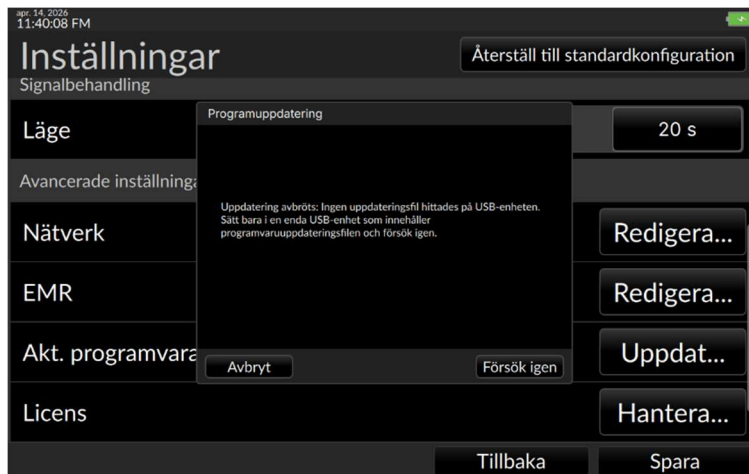 apr. 14, 2026
11:40:08 FM
Inställningar
Återställ till standardkonfiguration
Signalbehandling
Läge
20 s
Avancerade inställninga
Nätverk
Redigera...
EMR
Redigera...
Akt. programvara
Uppdat...
Licens
Hantera...
Programuppdatering
Uppdatering avbröts: Ingen uppdateringsfil hittades på USB-enheten.
Sätt bara i en enda USB-enhet som innehåller
programvaruuppdateringsfilen och försök igen.
Avbryt
Försök igen
Tillbaka
Spara